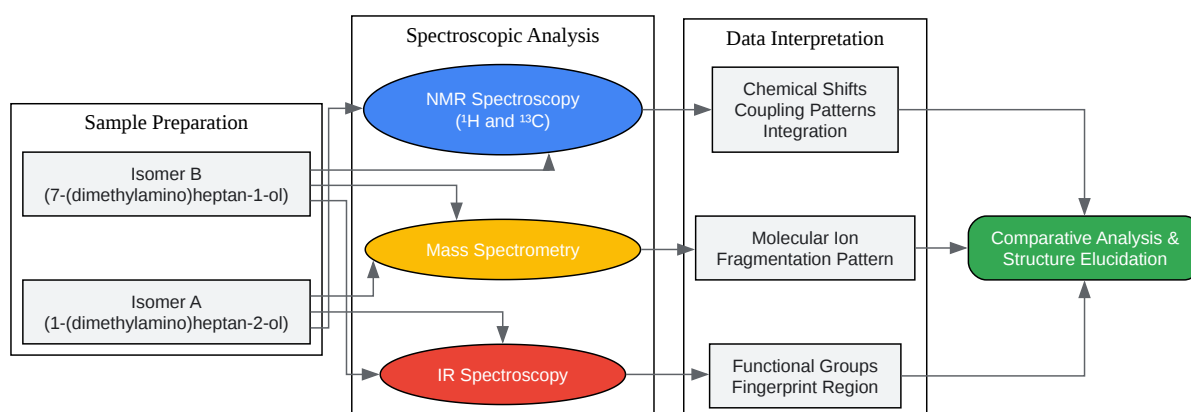 Sample Preparation
Isomer B
(7-(dimethylamino)heptan-1-ol)
Isomer A
(1-(dimethylamino)heptan-2-ol)
Spectroscopic Analysis
NMR Spectroscopy
(¹H and ¹³C)
Mass Spectrometry
IR Spectroscopy
Data Interpretation
Chemical Shifts
Coupling Patterns
Integration
Molecular Ion
Fragmentation Pattern
Functional Groups
Fingerprint Region
Comparative Analysis &
Structure Elucidation